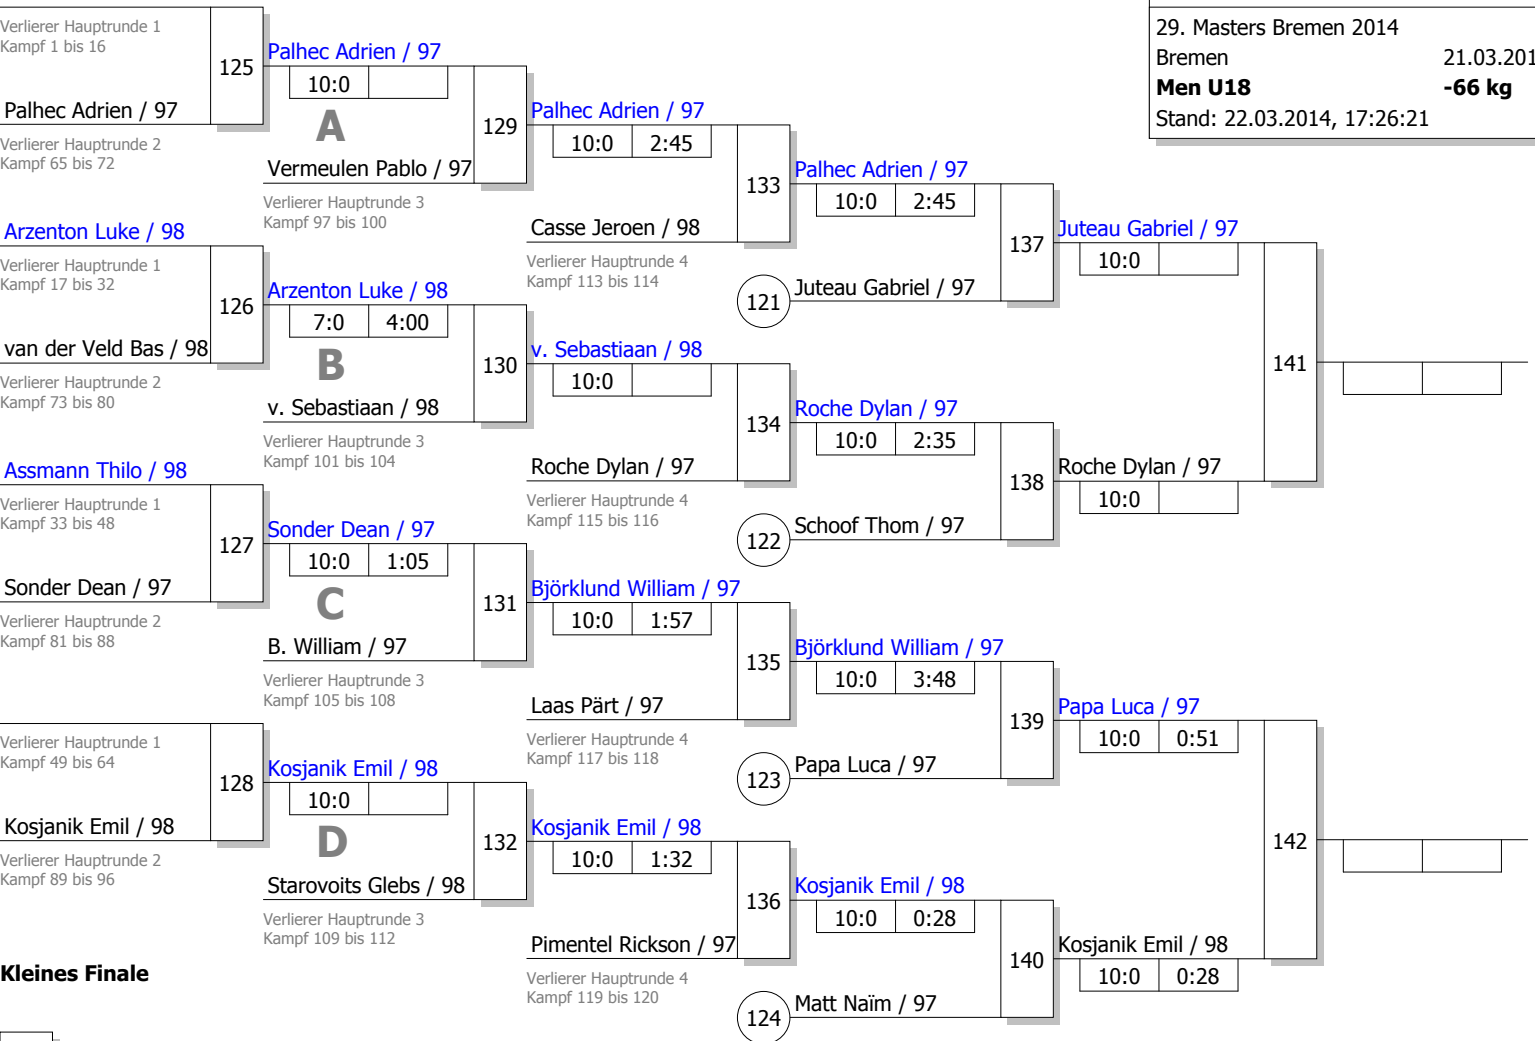 29. Masters Bremen 2014
Bremen 21.03.201
Men U18 -66 kg
Stand: 22.03.2014, 17:26:21
Verlierer Hauptrunde 1
Kampf 1 bis 16
125
Palhec Adrien / 97
Verlierer Hauptrunde 2
Kampf 65 bis 72
Arzenton Luke / 98
Verlierer Hauptrunde 1
Kampf 17 bis 32
126
van der Veld Bas / 98
Verlierer Hauptrunde 2
Kampf 73 bis 80
Assmann Thilo / 98
Verlierer Hauptrunde 1
Kampf 33 bis 48
127
Sonder Dean / 97
Verlierer Hauptrunde 2
Kampf 81 bis 88
Verlierer Hauptrunde 1
Kampf 49 bis 64
128
Kosjanik Emil / 98
Verlierer Hauptrunde 2
Kampf 89 bis 96
Kleines Finale
Palhec Adrien / 97
10:0
A
129
Vermeulen Pablo / 97
Verlierer Hauptrunde 3
Kampf 97 bis 100
Arzenton Luke / 98
7:0 4:00
B
130
v. Sebastiaan / 98
Verlierer Hauptrunde 3
Kampf 101 bis 104
Sonder Dean / 97
10:0 1:05
C
131
B. William / 97
Verlierer Hauptrunde 3
Kampf 105 bis 108
Kosjanik Emil / 98
10:0
D
132
Starovoits Glebs / 98
Verlierer Hauptrunde 3
Kampf 109 bis 112
Palhec Adrien / 97
10:0 2:45
133
Casse Jeroen / 98
Verlierer Hauptrunde 4
Kampf 113 bis 114
v. Sebastiaan / 98
10:0
134
Roche Dylan / 97
Verlierer Hauptrunde 4
Kampf 115 bis 116
Björklund William / 97
10:0 1:57
135
Laas Pärt / 97
Verlierer Hauptrunde 4
Kampf 117 bis 118
Kosjanik Emil / 98
10:0 1:32
136
Pimentel Rickson / 97
Verlierer Hauptrunde 4
Kampf 119 bis 120
Palhec Adrien / 97
10:0 2:45
137
121 Juteau Gabriel / 97
Roche Dylan / 97
10:0 2:35
138
122 Schoof Thom / 97
Björklund William / 97
10:0 3:48
139
123 Papa Luca / 97
Kosjanik Emil / 98
10:0 0:28
140
124 Matt Naïm / 97
Juteau Gabriel / 97
10:0
141
Roche Dylan / 97
10:0
Papa Luca / 97
10:0 0:51
142
Kosjanik Emil / 98
10:0 0:28